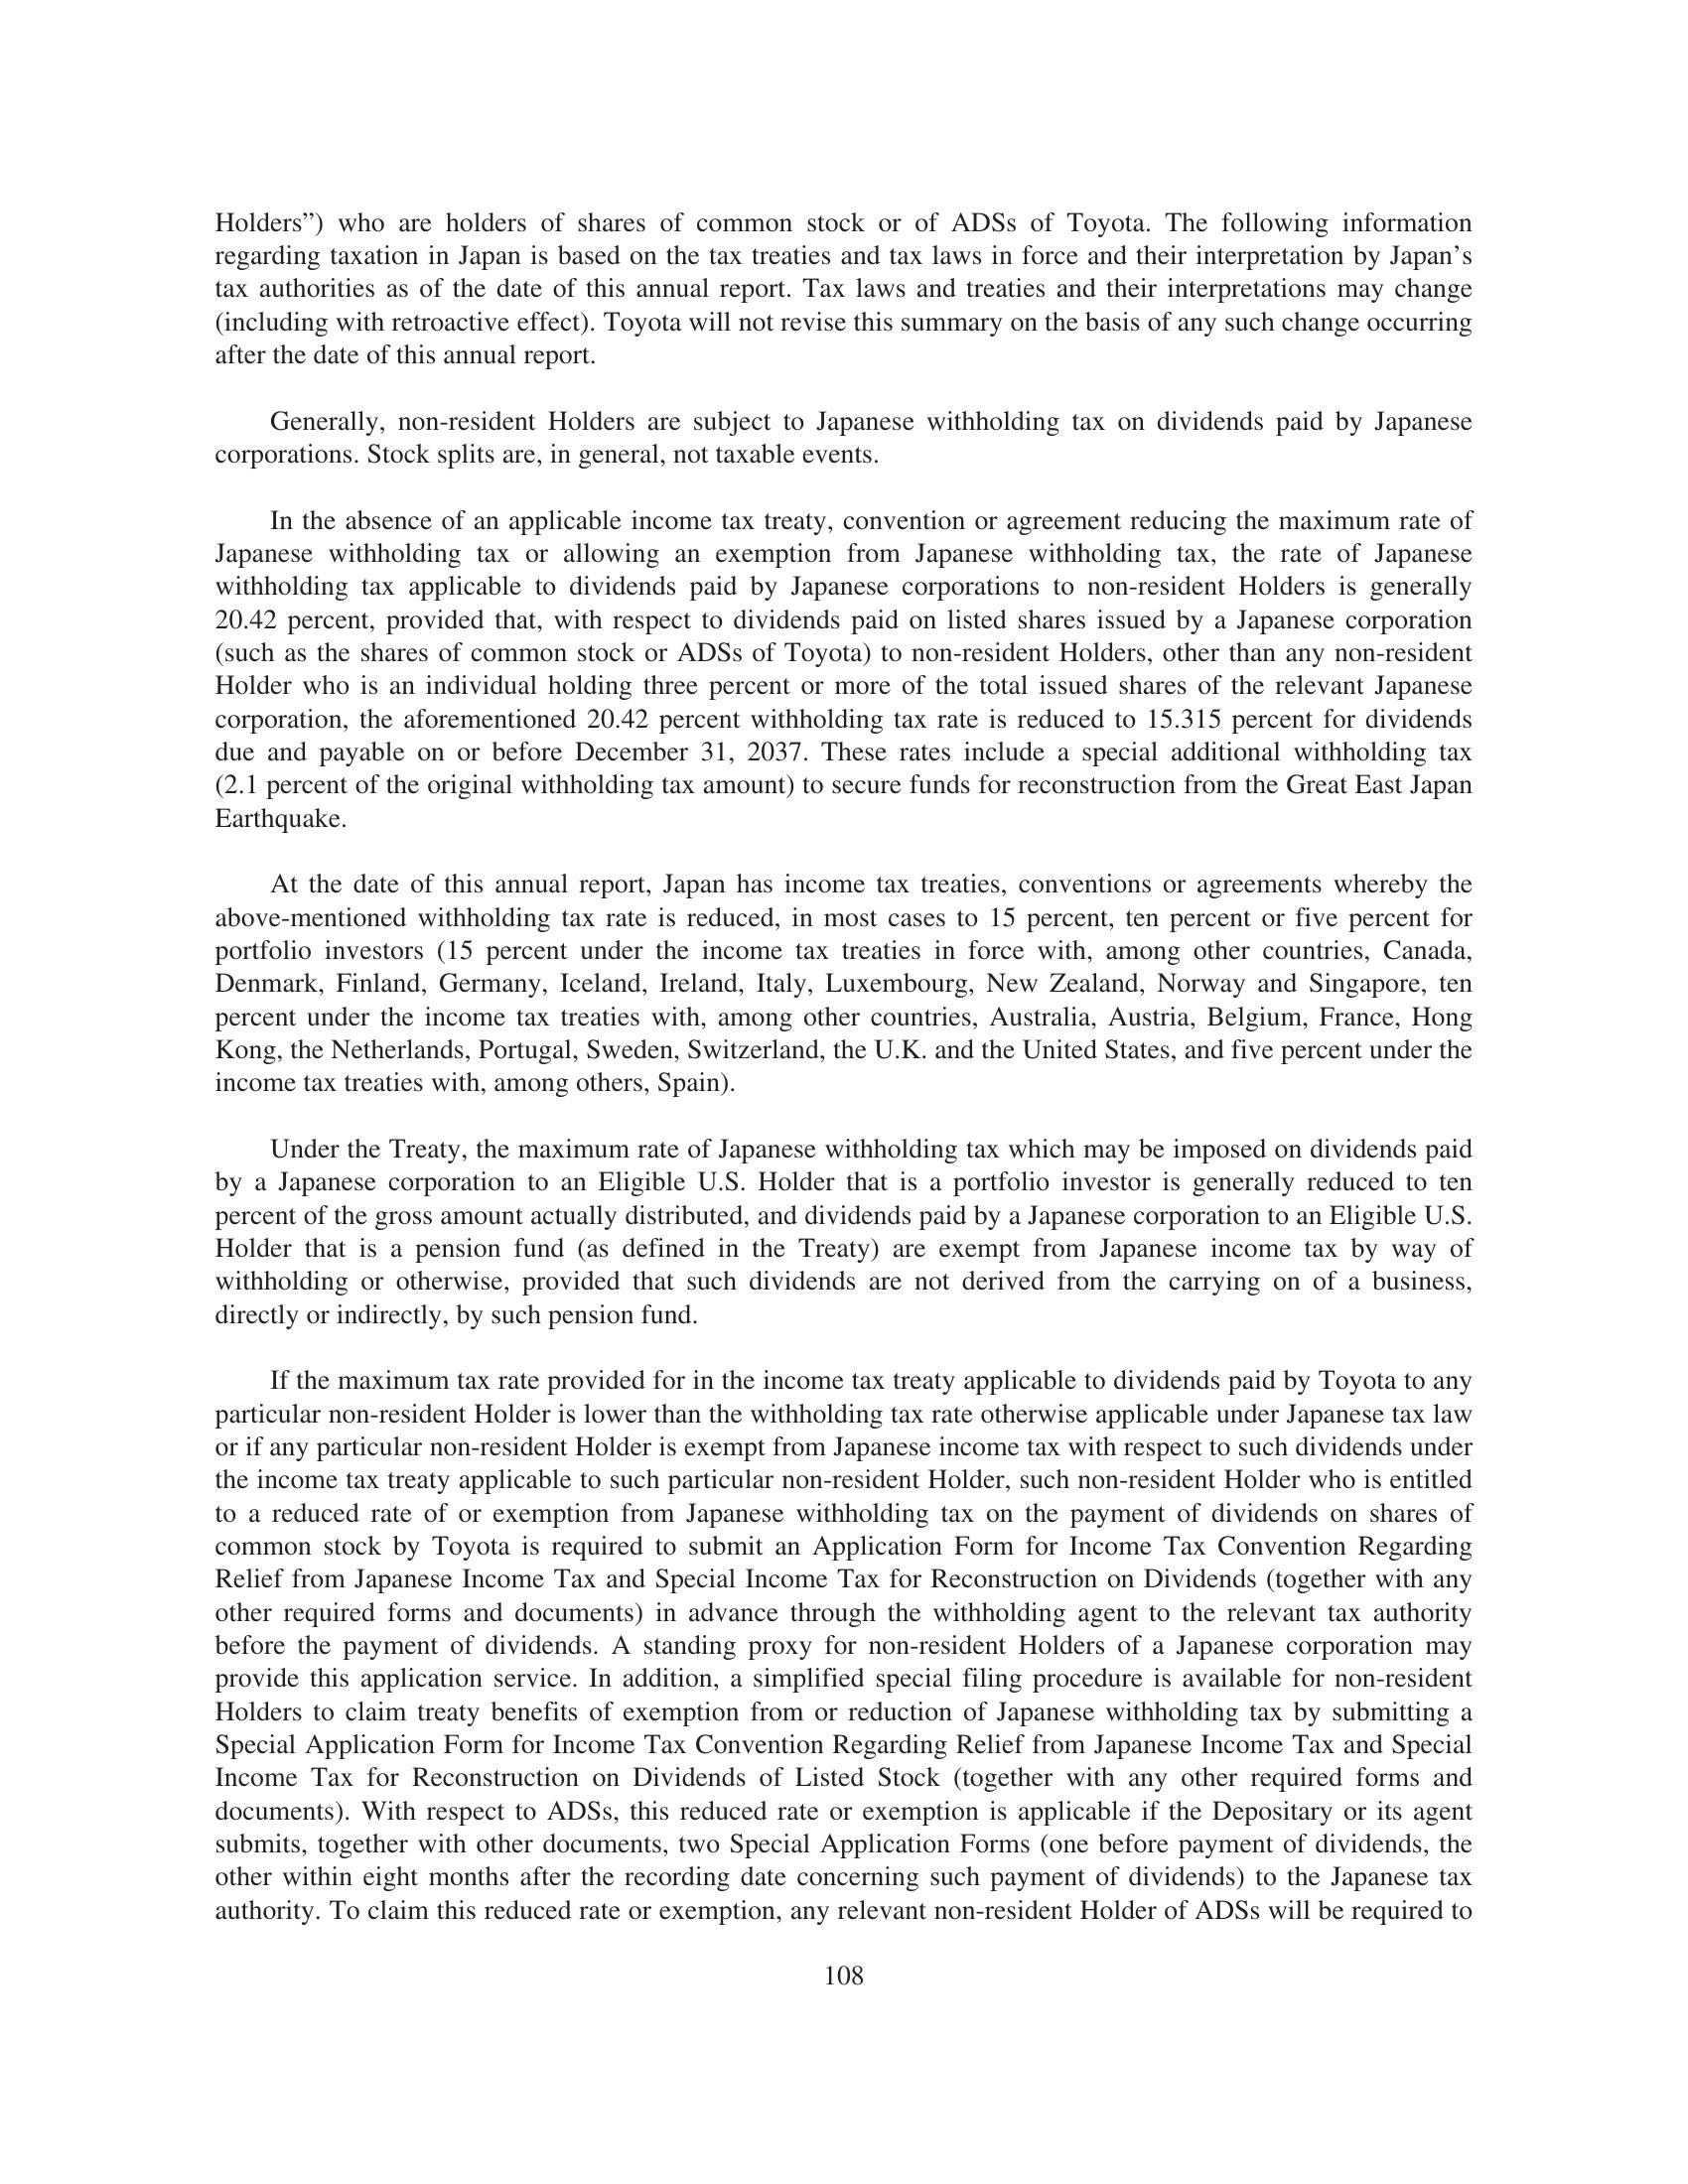 Holders”) who are holders of shares of common stock or of ADSs of Toyota. The following information
regarding taxation in Japan is based on the tax treaties and tax laws in force and their interpretation by Japan’s
tax authorities as of the date of this annual report. Tax laws and treaties and their interpretations may change
(including with retroactive effect). Toyota will not revise this summary on the basis of any such change occurring
after the date of this annual report.
Generally, non-resident Holders are subject to Japanese withholding tax on dividends paid by Japanese
corporations. Stock splits are, in general, not taxable events.
In the absence of an applicable income tax treaty, convention or agreement reducing the maximum rate of
Japanese withholding tax or allowing an exemption from Japanese withholding tax, the rate of Japanese
withholding tax applicable to dividends paid by Japanese corporations to non-resident Holders is generally
20.42 percent, provided that, with respect to dividends paid on listed shares issued by a Japanese corporation
(such as the shares of common stock or ADSs of Toyota) to non-resident Holders, other than any non-resident
Holder who is an individual holding three percent or more of the total issued shares of the relevant Japanese
corporation, the aforementioned 20.42 percent withholding tax rate is reduced to 15.315 percent for dividends
due and payable on or before December 31, 2037. These rates include a special additional withholding tax
(2.1 percent of the original withholding tax amount) to secure funds for reconstruction from the Great East Japan
Earthquake.
At the date of this annual report, Japan has income tax treaties, conventions or agreements whereby the
above-mentioned withholding tax rate is reduced, in most cases to 15 percent, ten percent or five percent for
portfolio investors (15 percent under the income tax treaties in force with, among other countries, Canada,
Denmark, Finland, Germany, Iceland, Ireland, Italy, Luxembourg, New Zealand, Norway and Singapore, ten
percent under the income tax treaties with, among other countries, Australia, Austria, Belgium, France, Hong
Kong, the Netherlands, Portugal, Sweden, Switzerland, the U.K. and the United States, and five percent under the
income tax treaties with, among others, Spain).
Under the Treaty, the maximum rate of Japanese withholding tax which may be imposed on dividends paid
by a Japanese corporation to an Eligible U.S. Holder that is a portfolio investor is generally reduced to ten
percent of the gross amount actually distributed, and dividends paid by a Japanese corporation to an Eligible U.S.
Holder that is a pension fund (as defined in the Treaty) are exempt from Japanese income tax by way of
withholding or otherwise, provided that such dividends are not derived from the carrying on of a business,
directly or indirectly, by such pension fund.
If the maximum tax rate provided for in the income tax treaty applicable to dividends paid by Toyota to any
particular non-resident Holder is lower than the withholding tax rate otherwise applicable under Japanese tax law
or if any particular non-resident Holder is exempt from Japanese income tax with respect to such dividends under
the income tax treaty applicable to such particular non-resident Holder, such non-resident Holder who is entitled
to a reduced rate of or exemption from Japanese withholding tax on the payment of dividends on shares of
common stock by Toyota is required to submit an Application Form for Income Tax Convention Regarding
Relief from Japanese Income Tax and Special Income Tax for Reconstruction on Dividends (together with any
other required forms and documents) in advance through the withholding agent to the relevant tax authority
before the payment of dividends. A standing proxy for non-resident Holders of a Japanese corporation may
provide this application service. In addition, a simplified special filing procedure is available for non-resident
Holders to claim treaty benefits of exemption from or reduction of Japanese withholding tax by submitting a
Special Application Form for Income Tax Convention Regarding Relief from Japanese Income Tax and Special
Income Tax for Reconstruction on Dividends of Listed Stock (together with any other required forms and
documents). With respect to ADSs, this reduced rate or exemption is applicable if the Depositary or its agent
submits, together with other documents, two Special Application Forms (one before payment of dividends, the
other within eight months after the recording date concerning such payment of dividends) to the Japanese tax
authority. To claim this reduced rate or exemption, any relevant non-resident Holder of ADSs will be required to
108